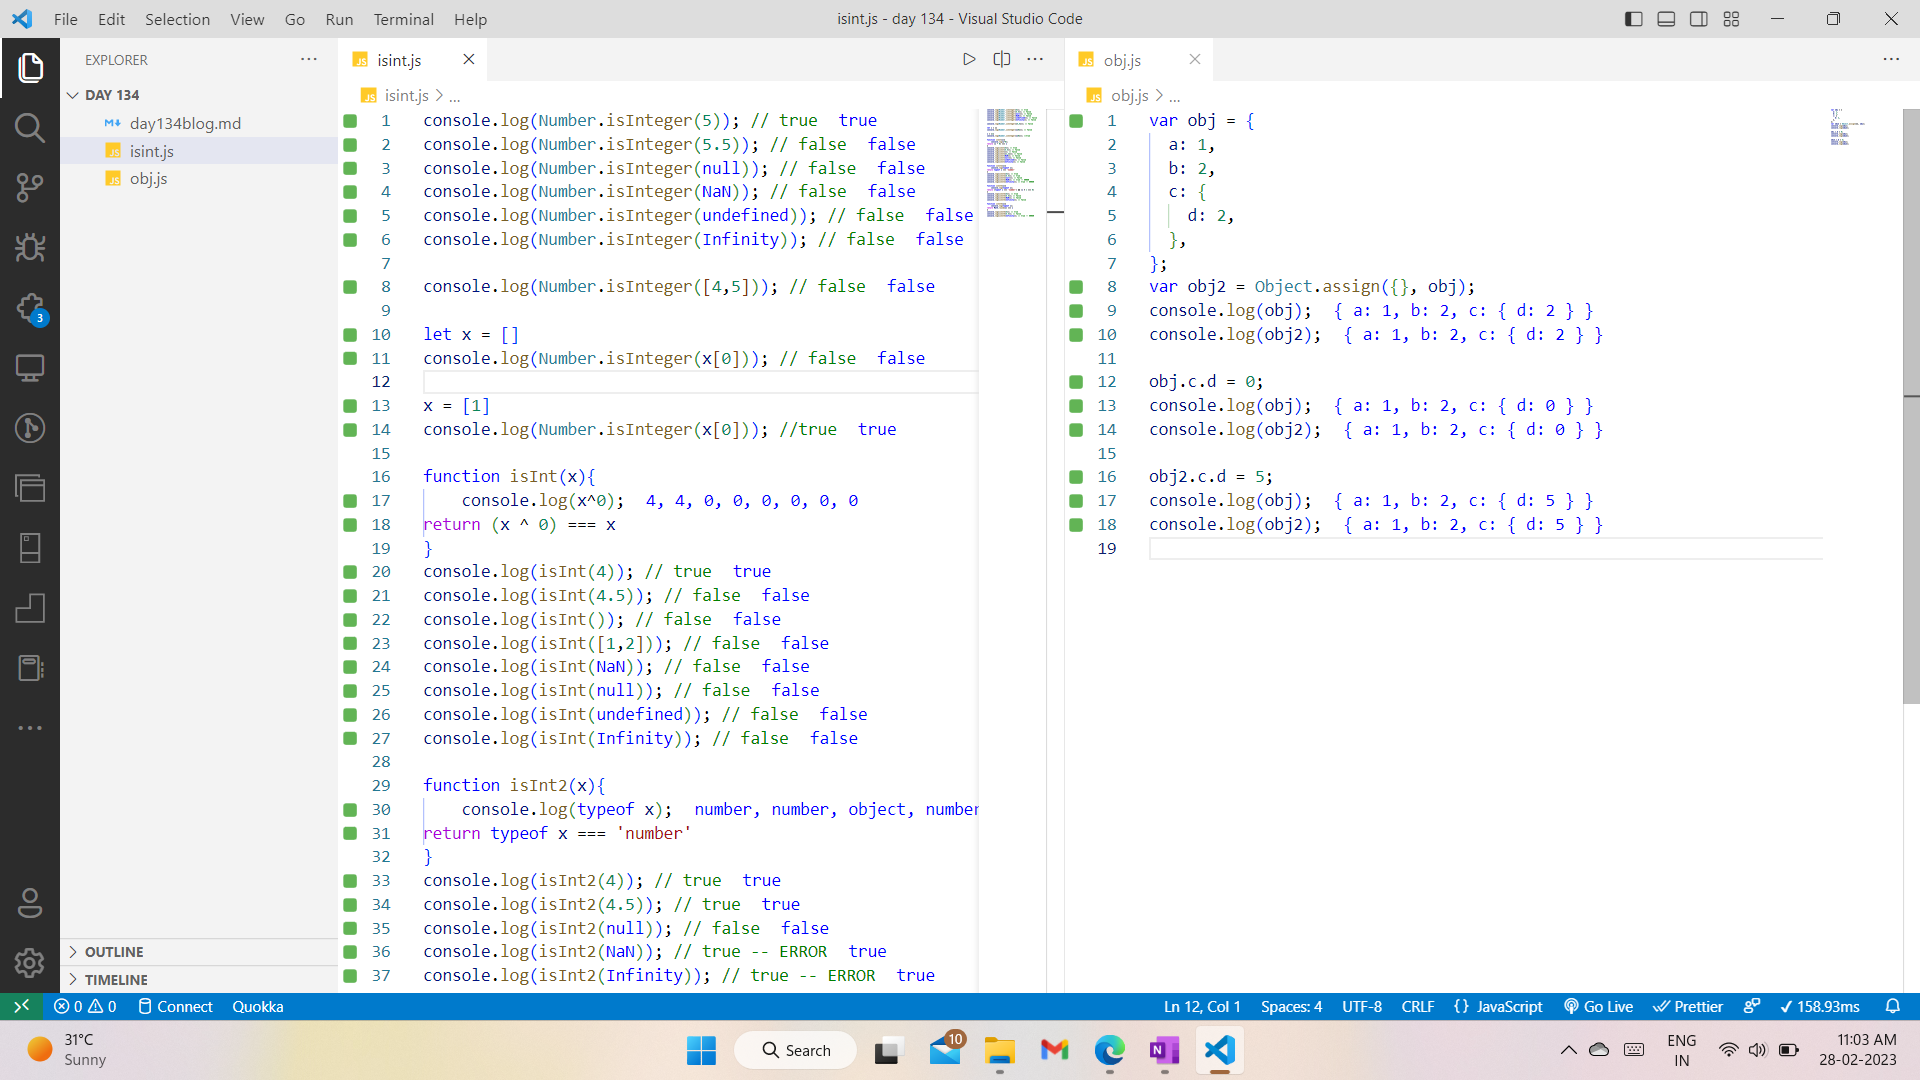 File Edit Selection View Go Run Terminal Help
isint.js - day 134 - Visual Studio Code
EXPLORER
DAY 134
day134blog.md
isint.js
obj.js
OUTLINE
TIMELINE
3
isint.js
isint.js > ...
1 console.log(Number.isInteger(5)); // true true
2 console.log(Number.isInteger(5.5)); // false false
3 console.log(Number.isInteger(null)); // false false
4 console.log(Number.isInteger(NaN)); // false false
5 console.log(Number.isInteger(undefined)); // false false
6 console.log(Number.isInteger(Infinity)); // false false
7
8 console.log(Number.isInteger([4,5])); // false false
9
10 let x = []
11 console.log(Number.isInteger(x[0])); // false false
12
13 x = [1]
14 console.log(Number.isInteger(x[0])); //true true
15
16 function isInt(x){
17 console.log(x^0); 4, 4, 0, 0, 0, 0, 0, 0
18 return (x ^ 0) === x
19 }
20 console.log(isInt(4)); // true true
21 console.log(isInt(4.5)); // false false
22 console.log(isInt()); // false false
23 console.log(isInt([1,2])); // false false
24 console.log(isInt(NaN)); // false false
25 console.log(isInt(null)); // false false
26 console.log(isInt(undefined)); // false false
27 console.log(isInt(Infinity)); // false false
28
29 function isInt2(x){
30 console.log(typeof x); number, number, object, number
31 return typeof x === 'number'
32 }
33 console.log(isInt2(4)); // true true
34 console.log(isInt2(4.5)); // true true
35 console.log(isInt2(null)); // false false
36 console.log(isInt2(NaN)); // true -- ERROR true
37 console.log(isInt2(Infinity)); // true -- ERROR true
obj.js
obj.js > ...
1 var obj = {
2 a: 1,
3 b: 2,
4 c: {
5 d: 2,
6 },
7 };
8 var obj2 = Object.assign({}, obj);
9 console.log(obj); { a: 1, b: 2, c: { d: 2 } }
10 console.log(obj2); { a: 1, b: 2, c: { d: 2 } }
11
12 obj.c.d = 0;
13 console.log(obj); { a: 1, b: 2, c: { d: 0 } }
14 console.log(obj2); { a: 1, b: 2, c: { d: 0 } }
15
16 obj2.c.d = 5;
17 console.log(obj); { a: 1, b: 2, c: { d: 5 } }
18 console.log(obj2); { a: 1, b: 2, c: { d: 5 } }
19
0 0 Connect Quokka
Ln 12, Col 1 Spaces: 4 UTF-8 CRLF {} JavaScript Go Live Prettier 158.93ms
31°C
Sunny
Search
10
ENG
IN
11:03 AM
28-02-2023